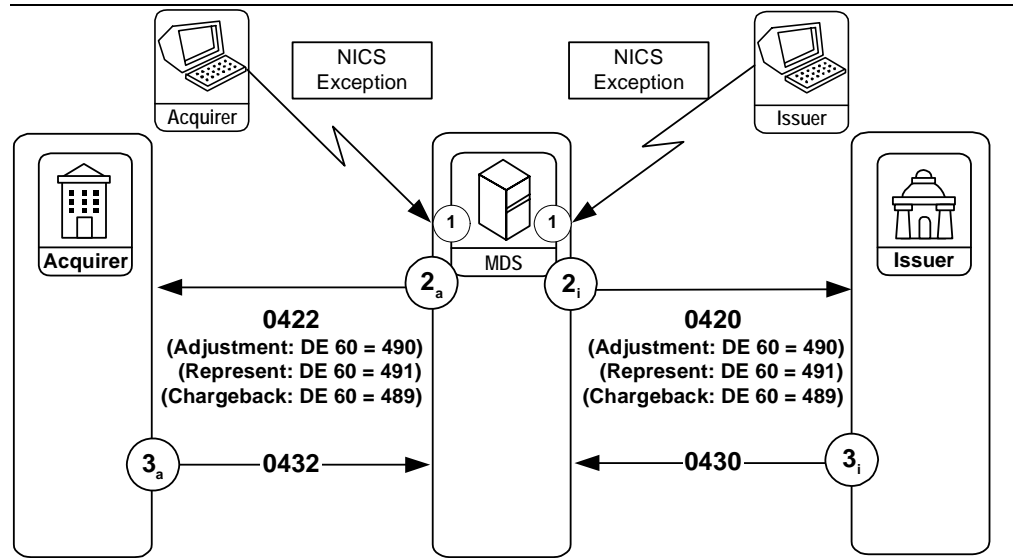 NICS
Exception
NICS
Exception
Acquirer
Issuer
Acquirer
1
1
MDS
Issuer
2a
2i
0422
(Adjustment: DE 60 = 490)
(Represent: DE 60 = 491)
(Chargeback: DE 60 = 489)
0420
(Adjustment: DE 60 = 490)
(Represent: DE 60 = 491)
(Chargeback: DE 60 = 489)
3a
0432
0430
3i